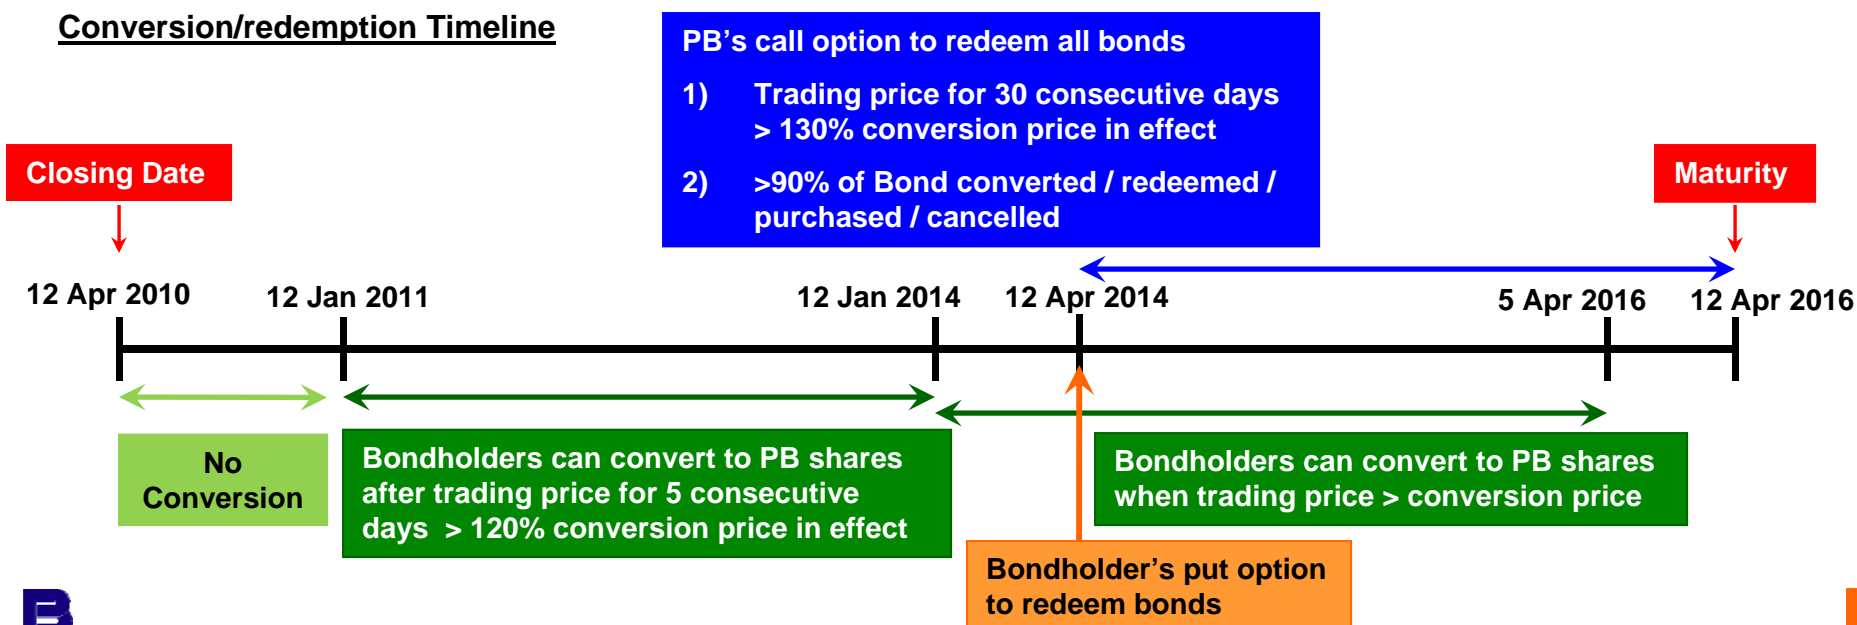 Conversion/redemption Timeline
PB’s call option to redeem all bonds
1) Trading price for 30 consecutive days
> 130% conversion price in effect
2) >90% of Bond converted / redeemed /
purchased / cancelled
Closing Date
Maturity
12 Apr 2010
12 Jan 2011
12 Jan 2014
12 Apr 2014
5 Apr 2016
12 Apr 2016
No
Conversion
Bondholders can convert to PB shares
after trading price for 5 consecutive
days > 120% conversion price in effect
Bondholders can convert to PB shares
when trading price > conversion price
Bondholder’s put option
to redeem bonds